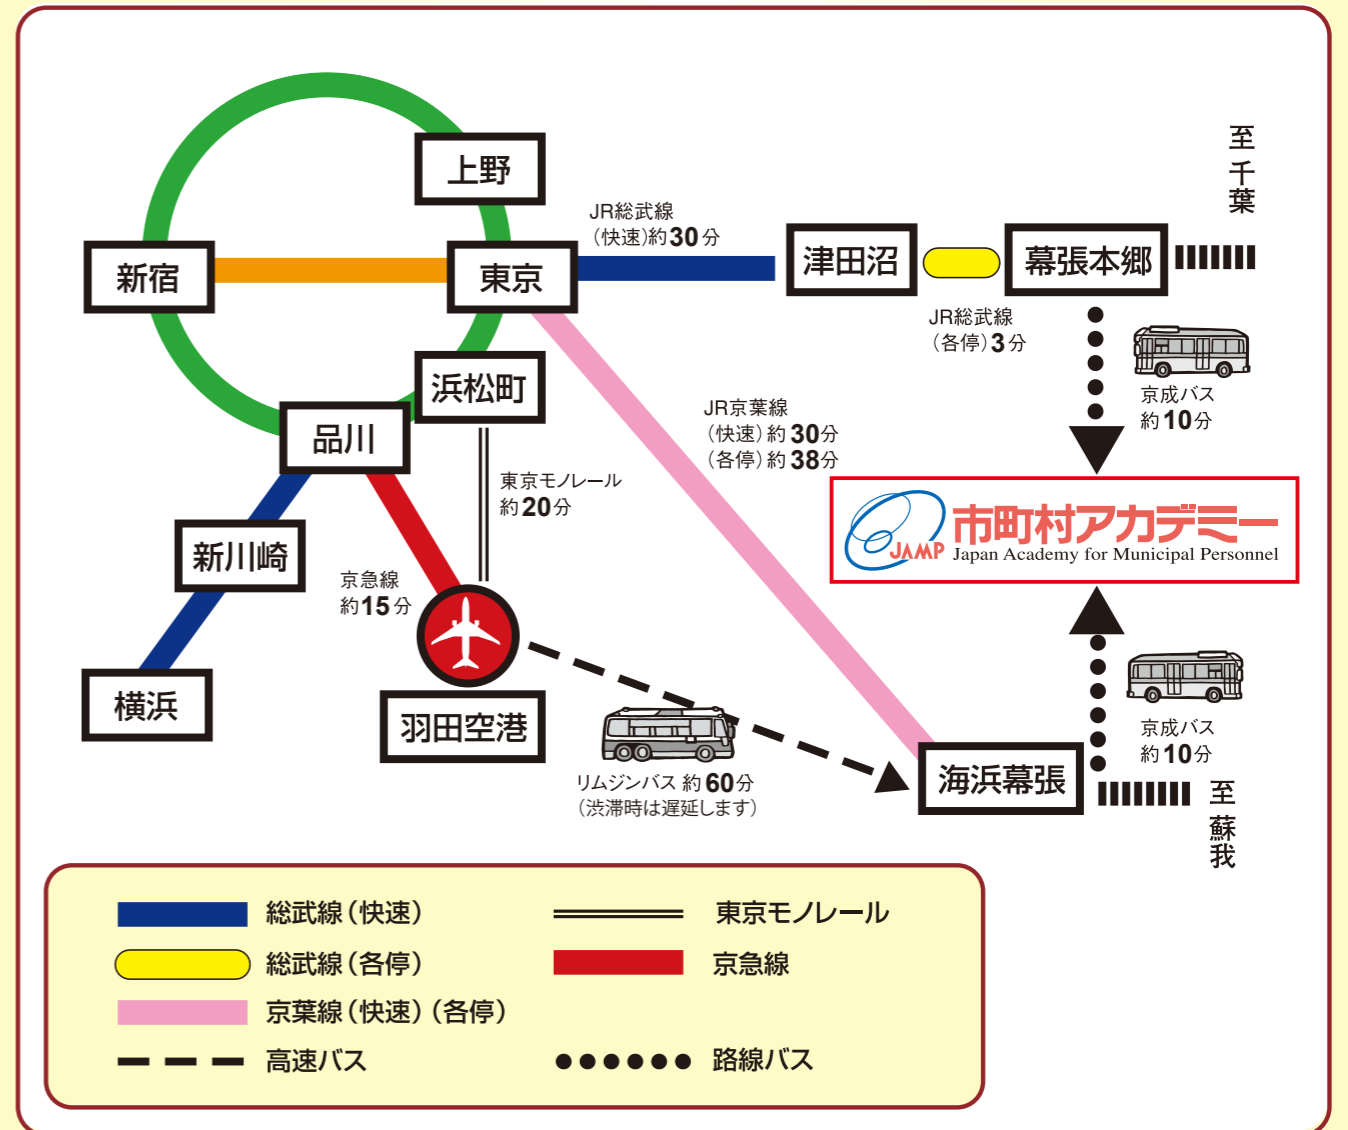 上野
至千葉
JR総武線
（快速）約30分
新宿
東京
津田沼
幕張本郷
JR総武線
（各停）3分
浜松町
京成バス
約10分
品川
JR京葉線
（快速）約30分
（各停）約38分
東京モノレール
約20分
JAMP
市町村アカデミー
Japan Academy for Municipal Personnel
新川崎
京急線
約15分
横浜
羽田空港
リムジンバス 約60分
（渋滞時は遅延します）
京成バス
約10分
海浜幕張
至蘇我
総武線（快速）
東京モノレール
総武線（各停）
京急線
京葉線（快速）（各停）
高速バス
路線バス